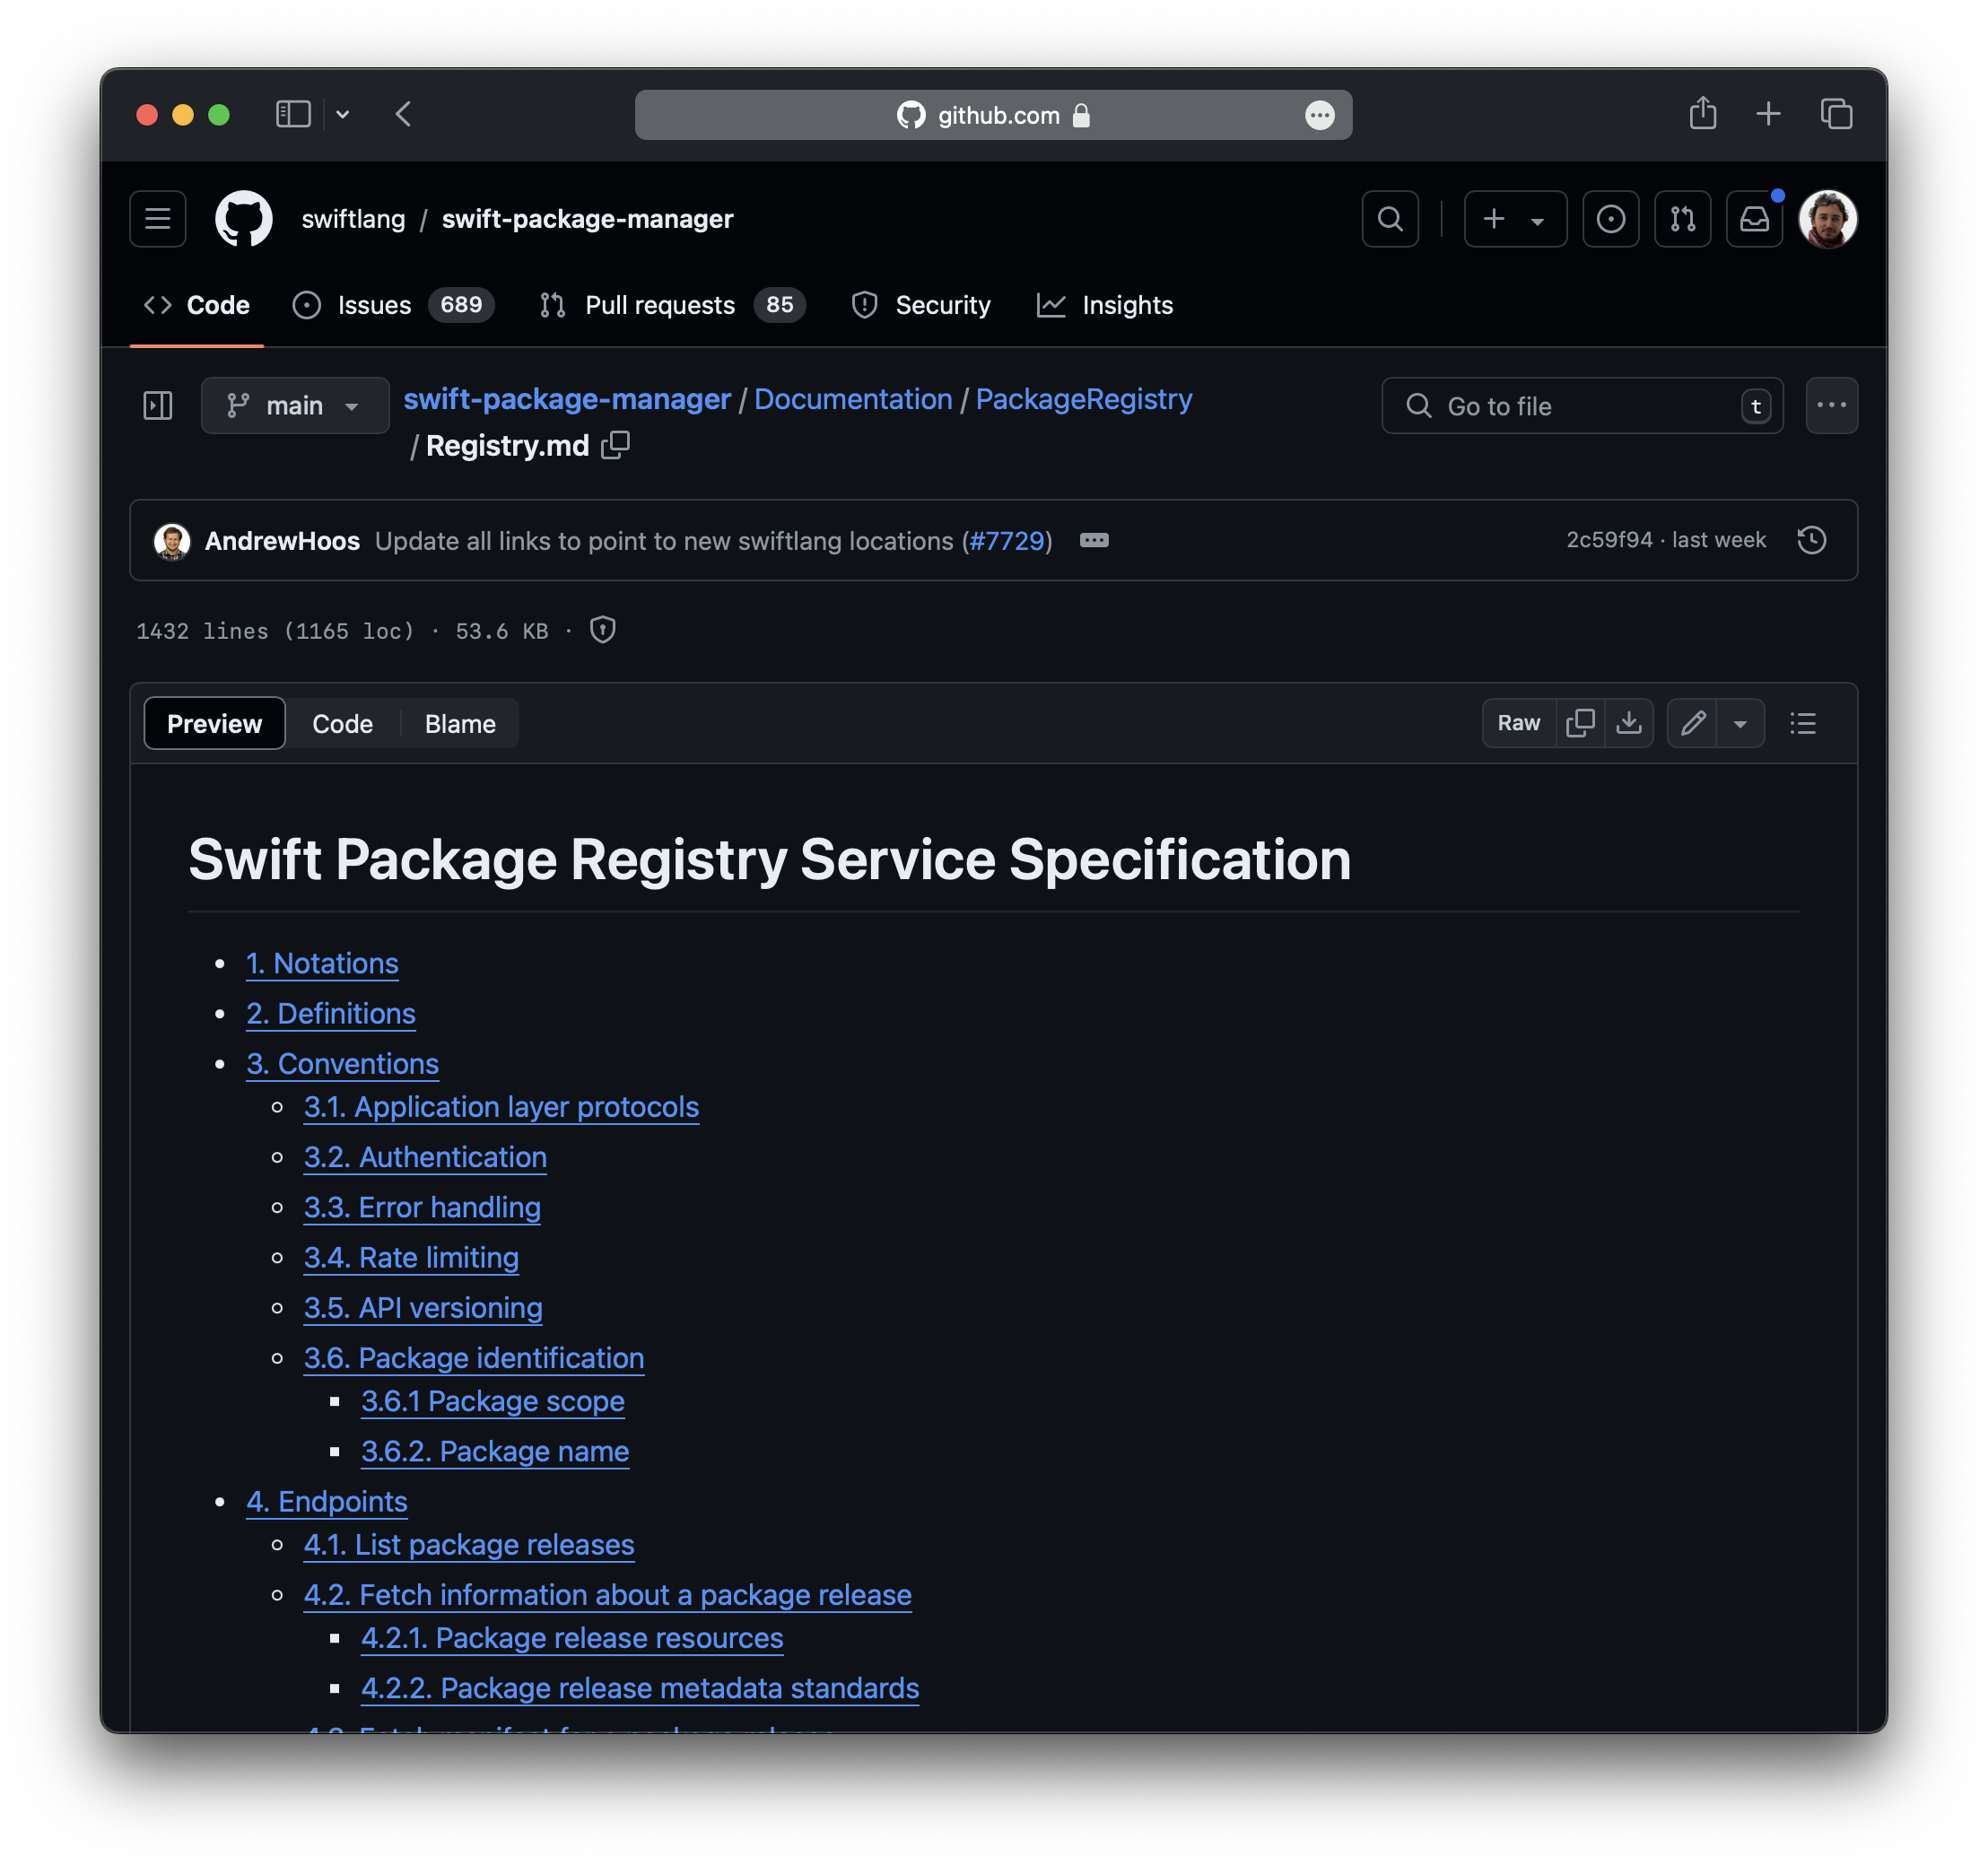 github.com
swiftlang / swift-package-manager
Code Issues 689 Pull requests 85 Security Insights
main swift-package-manager / Documentation / PackageRegistry
/ Registry.md
Go to file t
AndrewHoos Update all links to point to new swiftlang locations (#7729) 2c59f94 · last week
1432 lines (1165 loc) · 53.6 KB ·
Preview Code Blame Raw
Swift Package Registry Service Specification
• 1. Notations
• 2. Definitions
• 3. Conventions
◦ 3.1. Application layer protocols
◦ 3.2. Authentication
◦ 3.3. Error handling
◦ 3.4. Rate limiting
◦ 3.5. API versioning
◦ 3.6. Package identification
▪ 3.6.1 Package scope
▪ 3.6.2. Package name
• 4. Endpoints
◦ 4.1. List package releases
◦ 4.2. Fetch information about a package release
▪ 4.2.1. Package release resources
▪ 4.2.2. Package release metadata standards